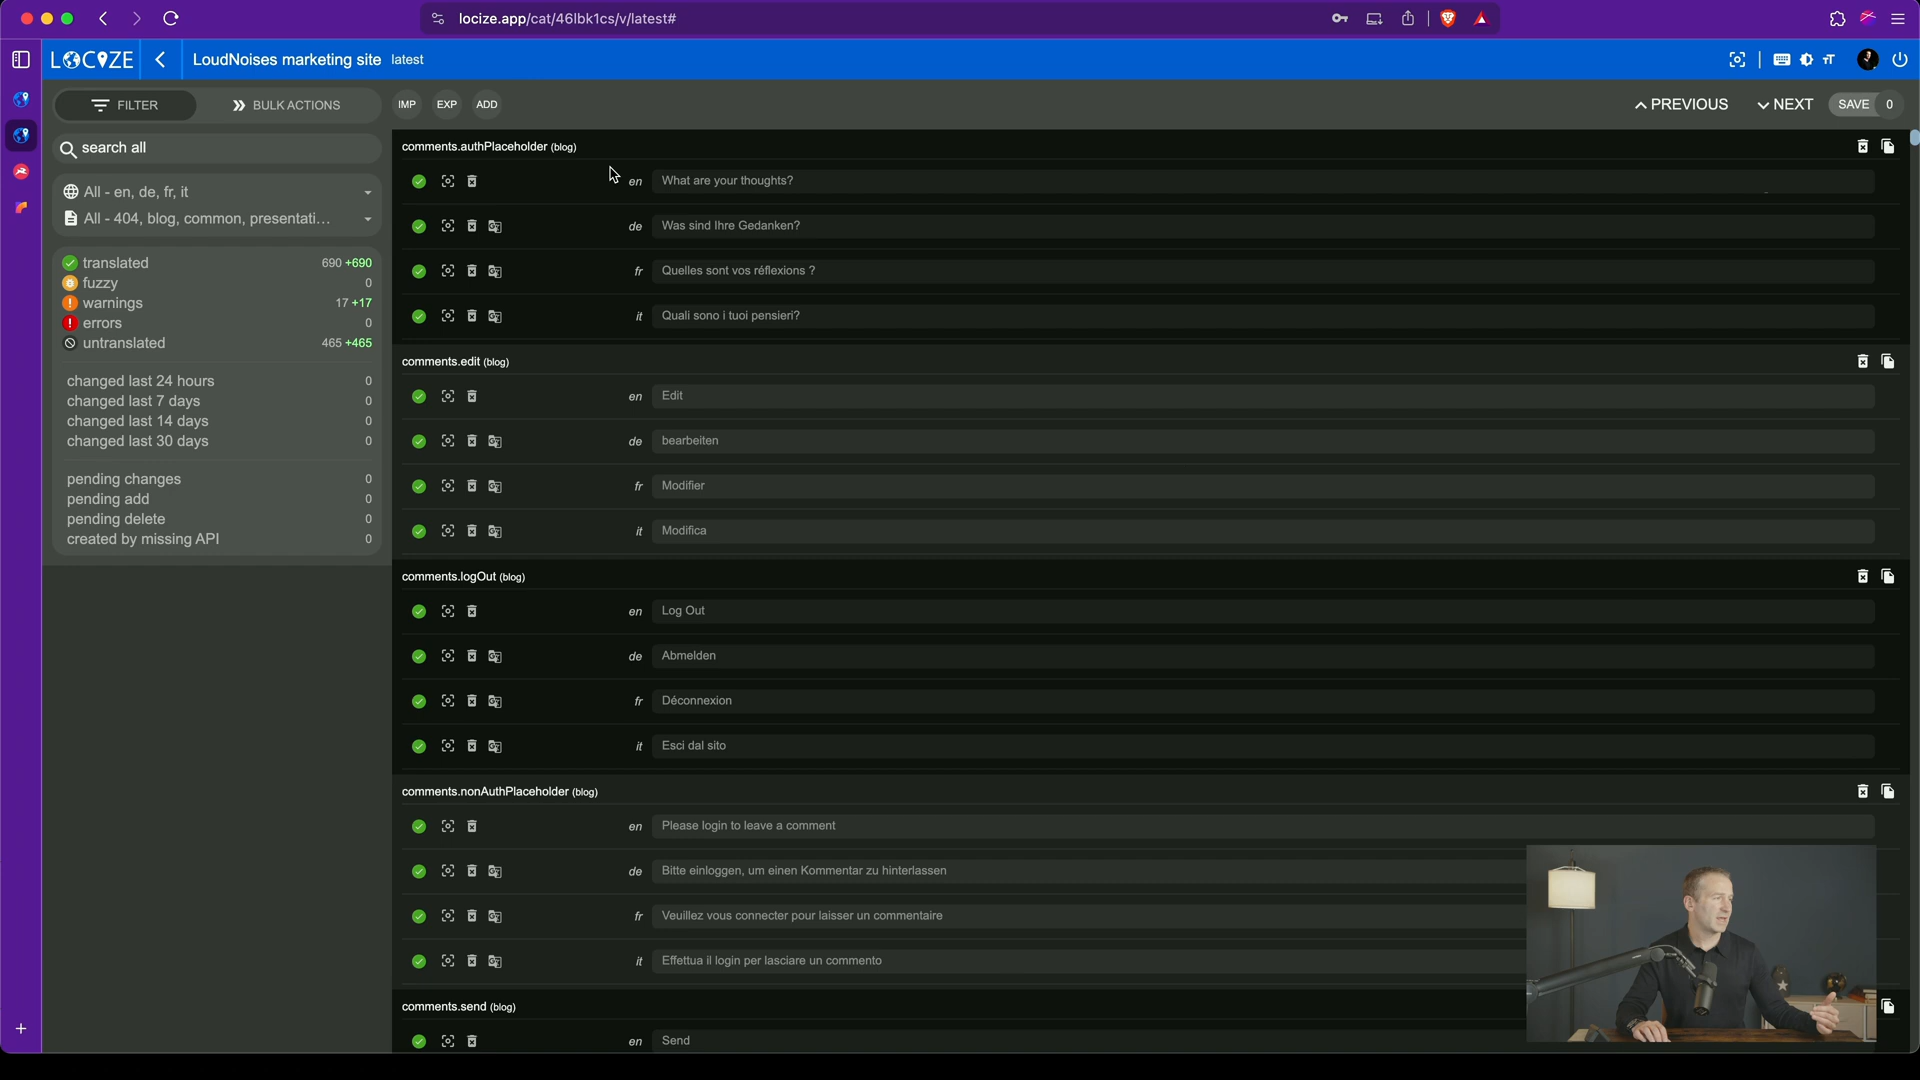 locize.app/cat/46lbk1cs/v/latest#
LOCIZE
LoudNoises marketing site latest
FILTER
BULK ACTIONS
IMP EXP ADD
PREVIOUS NEXT SAVE 0
search all
All - en, de, fr, it
All - 404, blog, common, presentati...
translated 690 +690
fuzzy 0
warnings 17 +17
errors 0
untranslated 465 +465
changed last 24 hours 0
changed last 7 days 0
changed last 14 days 0
changed last 30 days 0
pending changes 0
pending add 0
pending delete 0
created by missing API 0
comments.authPlaceholder (blog)
en What are your thoughts?
de Was sind Ihre Gedanken?
fr Quelles sont vos réflexions ?
it Quali sono i tuoi pensieri?
comments.edit (blog)
en Edit
de bearbeiten
fr Modifier
it Modifica
comments.logOut (blog)
en Log Out
de Abmelden
fr Déconnexion
it Esci dal sito
comments.nonAuthPlaceholder (blog)
en Please login to leave a comment
de Bitte einloggen, um einen Kommentar zu hinterlassen
fr Veuillez vous connecter pour laisser un commentaire
it Effettua il login per lasciare un commento
comments.send (blog)
en Send